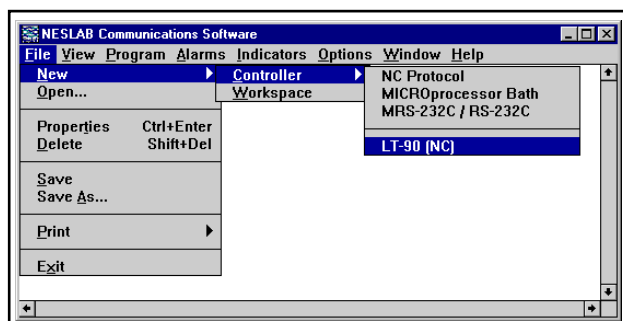 NESLAB Communications Software
File View Program Alarms Indicators Options Window Help
New
Open...
Properties Ctrl+Enter
Delete Shift+Del
Save
Save As...
Print
Exit
Controller
Workspace
NC Protocol
MICROprocessor Bath
MRS-232C / RS-232C
LT-90 (NC)